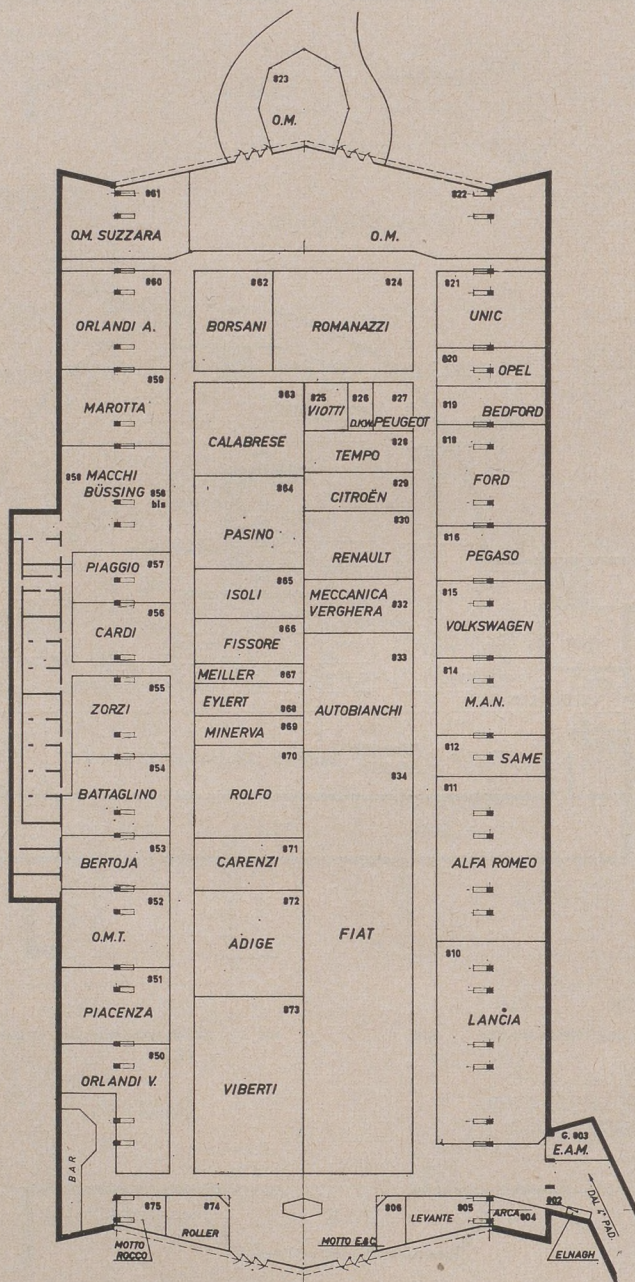 823
O.M.
861
O.M. SUZZARA
822
O.M.
860
ORLANDI A.
862
BORSANI
824
ROMANAZZI
821
UNIC
820
OPEL
859
MAROTTA
863
CALABRESE
825
VIOTTI
826
D.K.W.
827
PEUGEOT
819
BEDFORD
828
TEMPO
818
FORD
858
MACCHI
BÜSSING
858
bis
864
PASINO
829
CITROËN
830
RENAULT
816
PEGASO
PIAGGIO
857
865
ISOLI
MECCANICA
VERGHERA
832
815
VOLKSWAGEN
856
CARDI
866
FISSORE
833
AUTOBIANCHI
814
M.A.N.
855
ZORZI
MEILLER
867
EYLERT
868
MINERVA
869
812
SAME
854
BATTAGLINO
870
ROLFO
834
FIAT
811
ALFA ROMEO
853
BERTOJA
871
CARENZI
852
O.M.T.
872
ADIGE
810
LANCIA
851
PIACENZA
873
VIBERTI
850
ORLANDI V.
BAR
G. 803
E.A.M.
875
MOTTO
ROCCO
874
ROLLER
806
MOTTO E.&C.
805
LEVANTE
ARCA
804
802
ELNAGH
DAL 4° PAD.